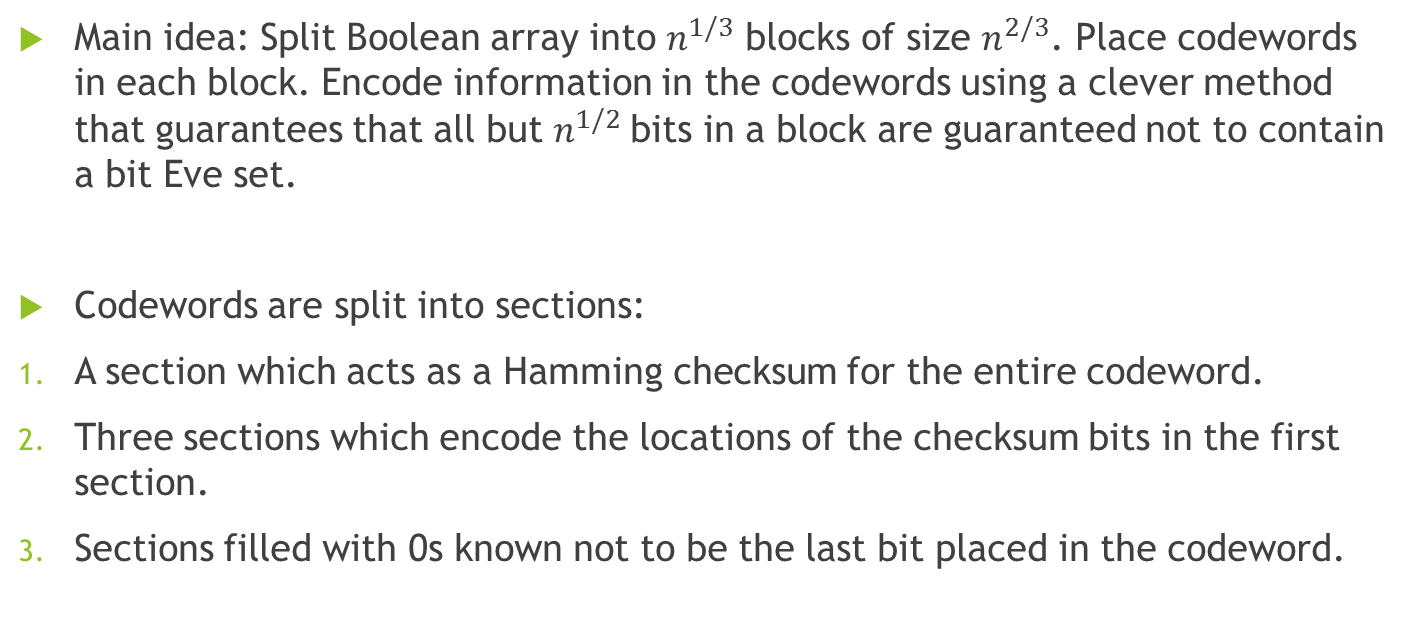 ▶ Main idea: Split Boolean array into n^{1/3} blocks of size n^{2/3}. Place codewords
in each block. Encode information in the codewords using a clever method
that guarantees that all but n^{1/2} bits in a block are guaranteed not to contain
a bit Eve set.
▶ Codewords are split into sections:
1. A section which acts as a Hamming checksum for the entire codeword.
2. Three sections which encode the locations of the checksum bits in the first
section.
3. Sections filled with 0s known not to be the last bit placed in the codeword.